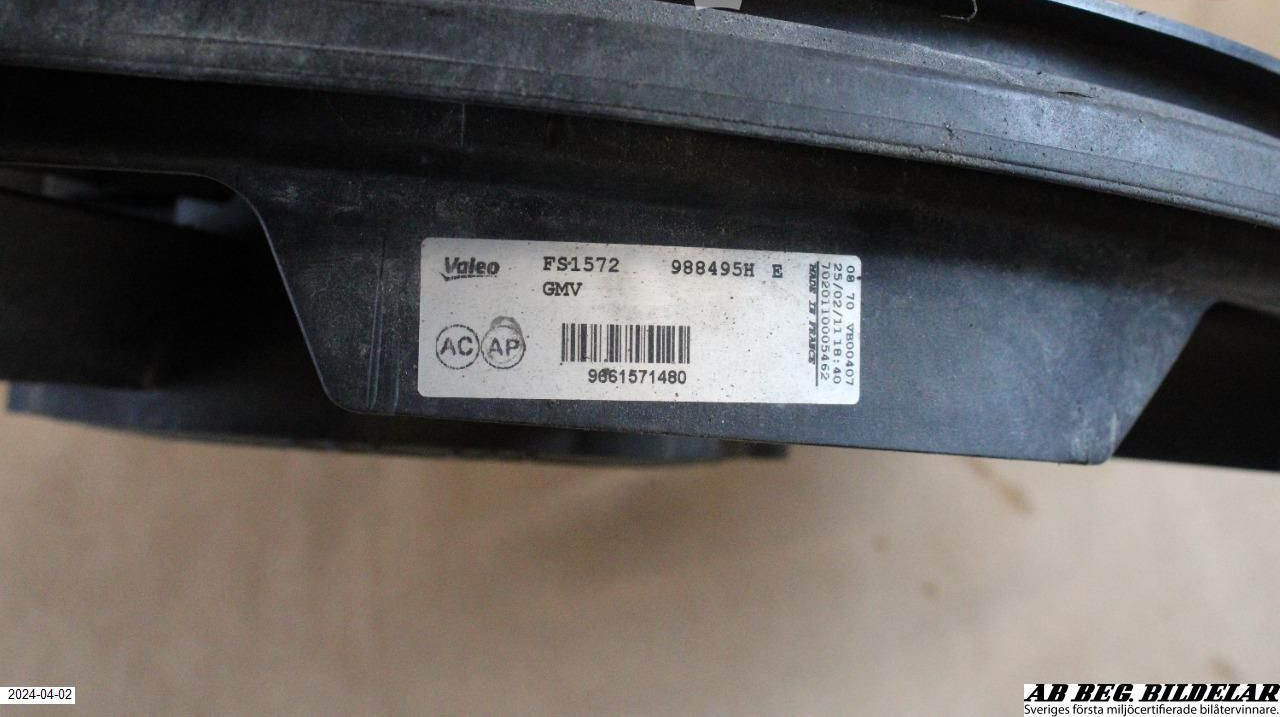 Valeo FS1572 988495H E
GMV
AC AP
9661571480
08 70 VB00407
25/02/11 18:40
7020110005462
MADE IN FRANCE
2024-04-02
AB BEG. BILDELAR
Sveriges första miljöcertifierade bilåtervinnare.